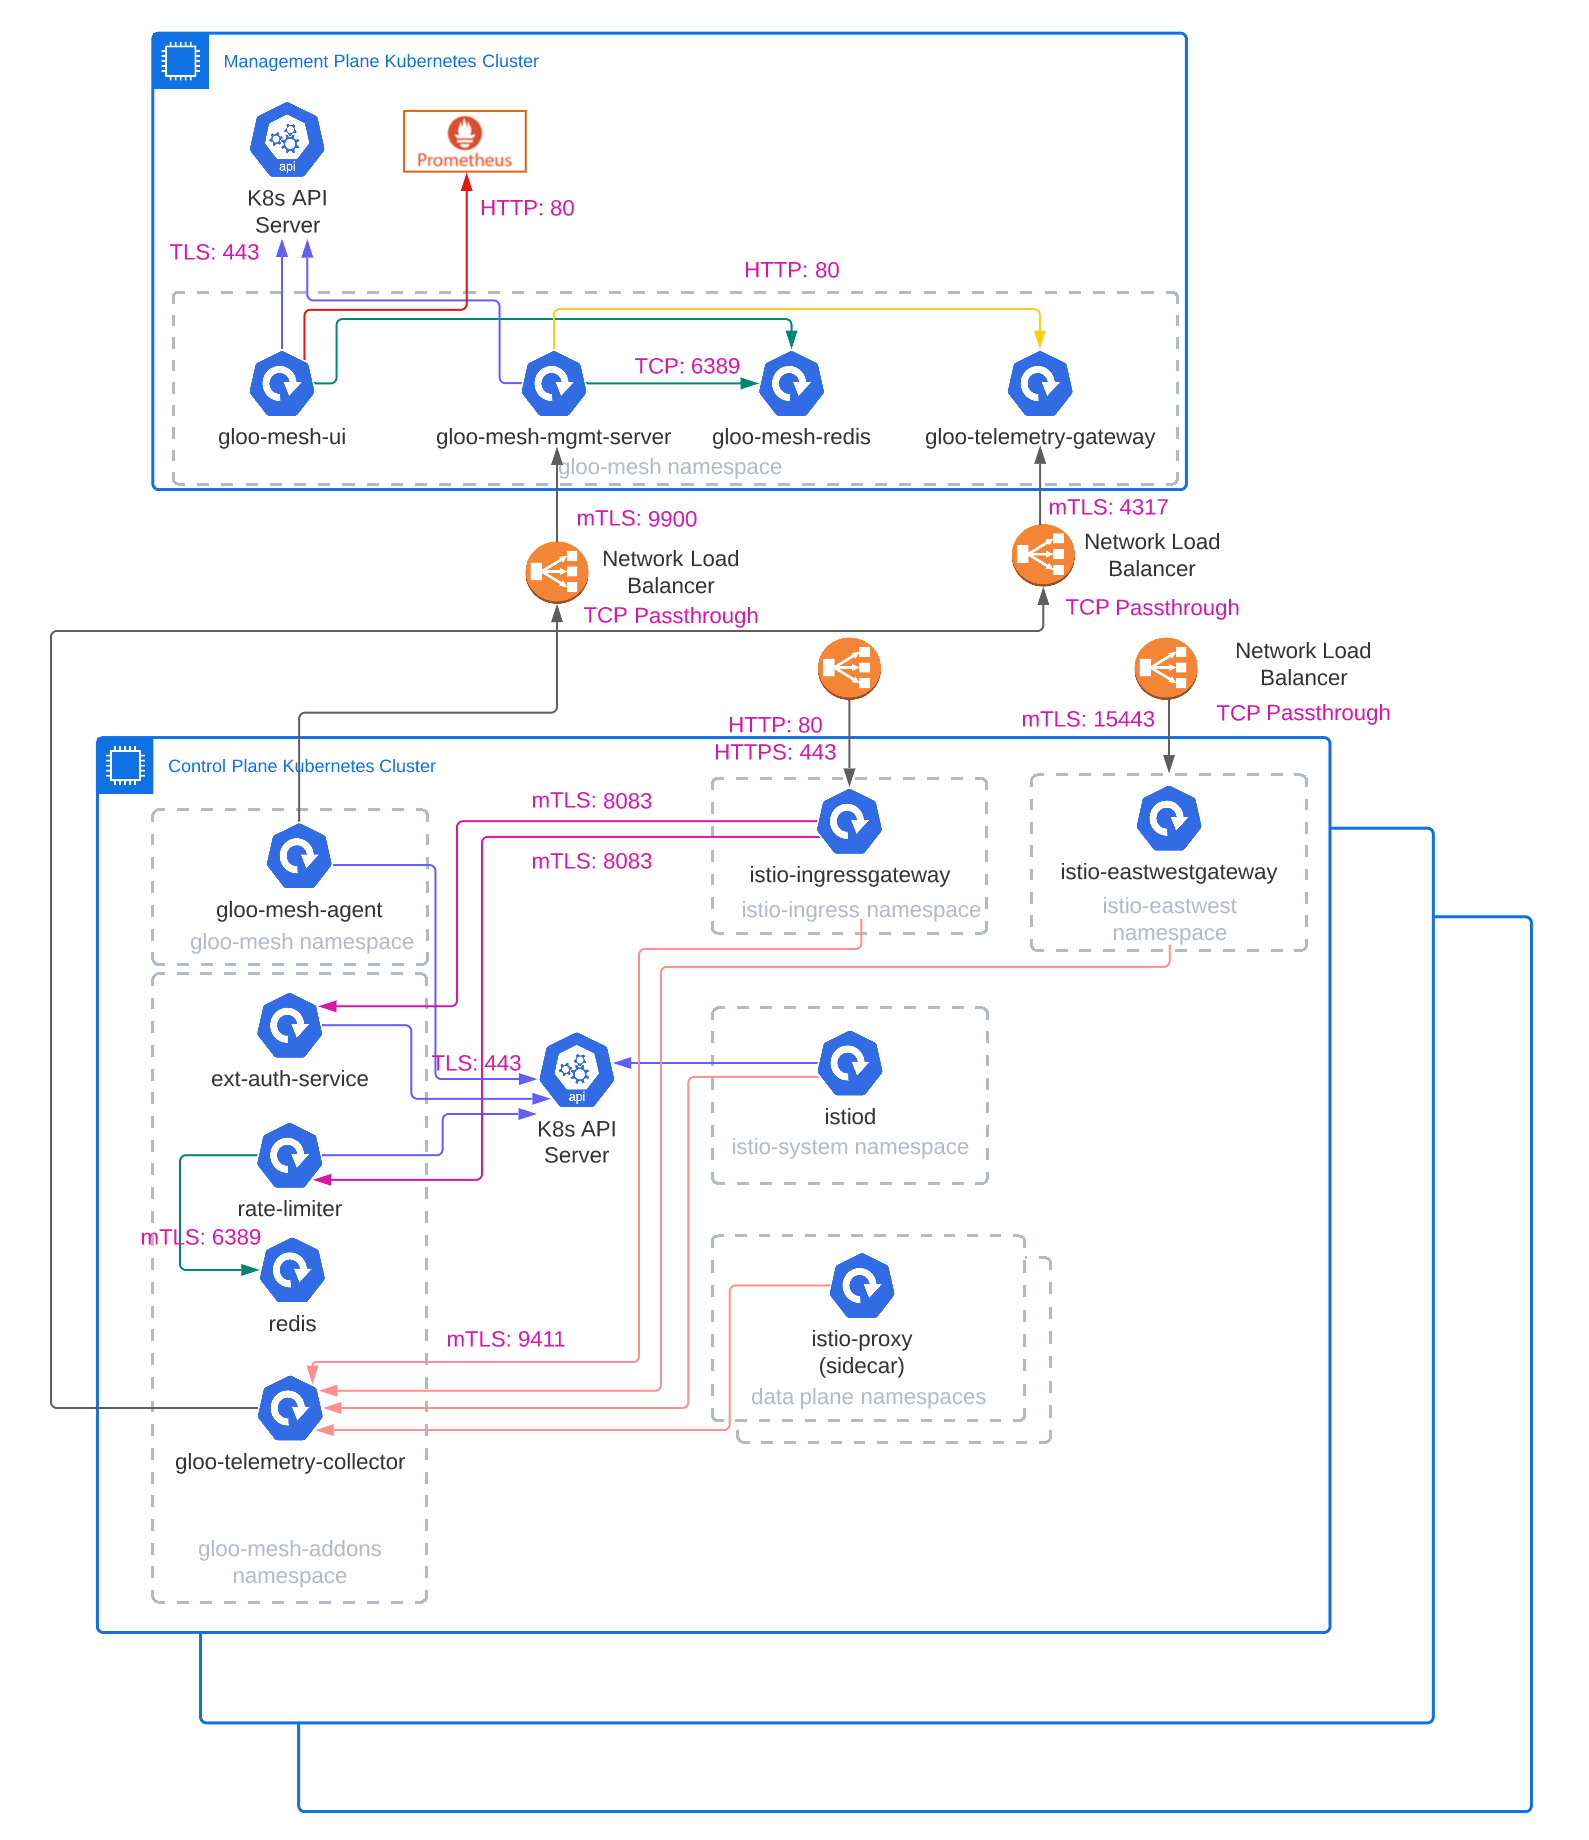 Management Plane Kubernetes Cluster
api
Prometheus
K8s API
Server
HTTP: 80
TLS: 443
HTTP: 80
TCP: 6389
gloo-mesh-ui
gloo-mesh-mgmt-server
gloo-mesh-redis
gloo-telemetry-gateway
gloo-mesh namespace
mTLS: 9900
mTLS: 4317
Network Load
Balancer
TCP Passthrough
Network Load
Balancer
TCP Passthrough
Network Load
Balancer
TCP Passthrough
mTLS: 15443
HTTP: 80
HTTPS: 443
Control Plane Kubernetes Cluster
mTLS: 8083
mTLS: 8083
gloo-mesh-agent
gloo-mesh namespace
istio-ingressgateway
istio-ingress namespace
istio-eastwestgateway
istio-eastwest
namespace
ext-auth-service
TLS: 443
api
K8s API
Server
istiod
istio-system namespace
rate-limiter
mTLS: 6389
redis
mTLS: 9411
istio-proxy
(sidecar)
data plane namespaces
gloo-telemetry-collector
gloo-mesh-addons
namespace